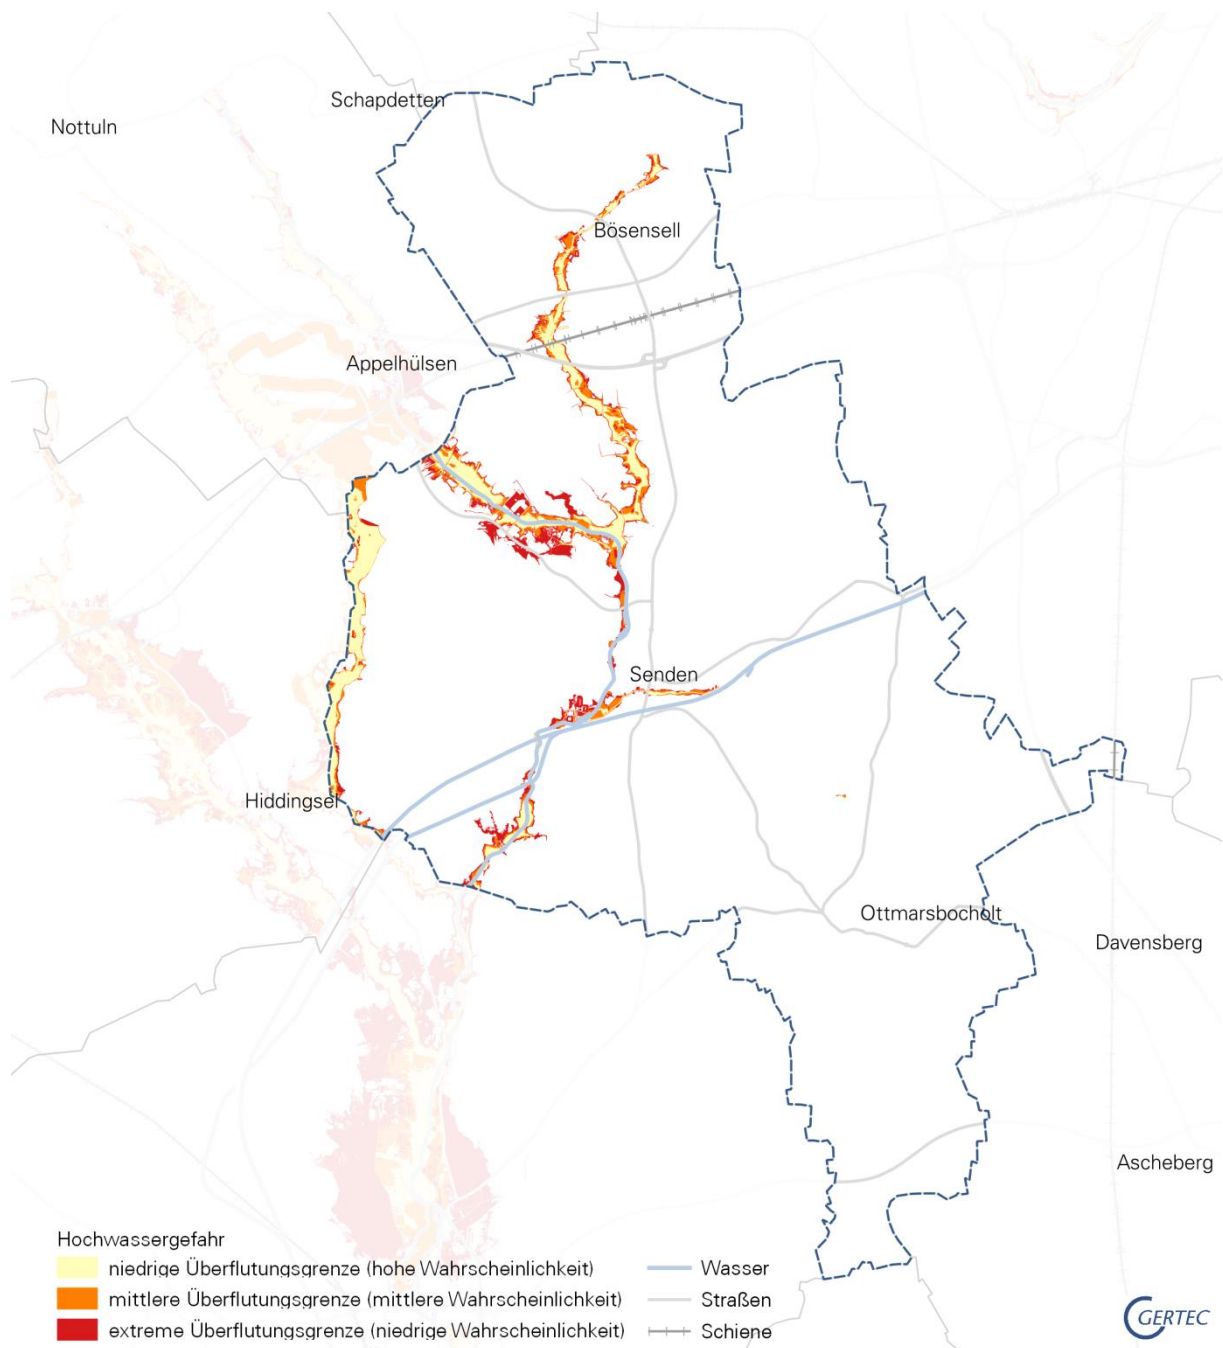 Schapdetten
Nottuln
Bösensell
Appelhülsen
Senden
Hiddingsel
Ottmarsbocholt
Davensberg
Ascheberg
Hochwassergefahr
niedrige Überflutungsgrenze (hohe Wahrscheinlichkeit)
mittlere Überflutungsgrenze (mittlere Wahrscheinlichkeit)
extreme Überflutungsgrenze (niedrige Wahrscheinlichkeit)
Wasser
Straßen
Schiene
GERTEC